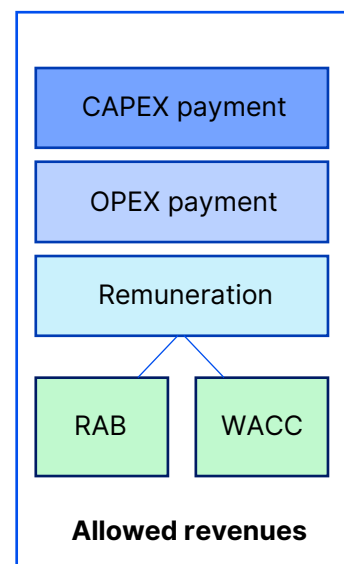 CAPEX payment
OPEX payment
Remuneration
RAB
WACC
Allowed revenues